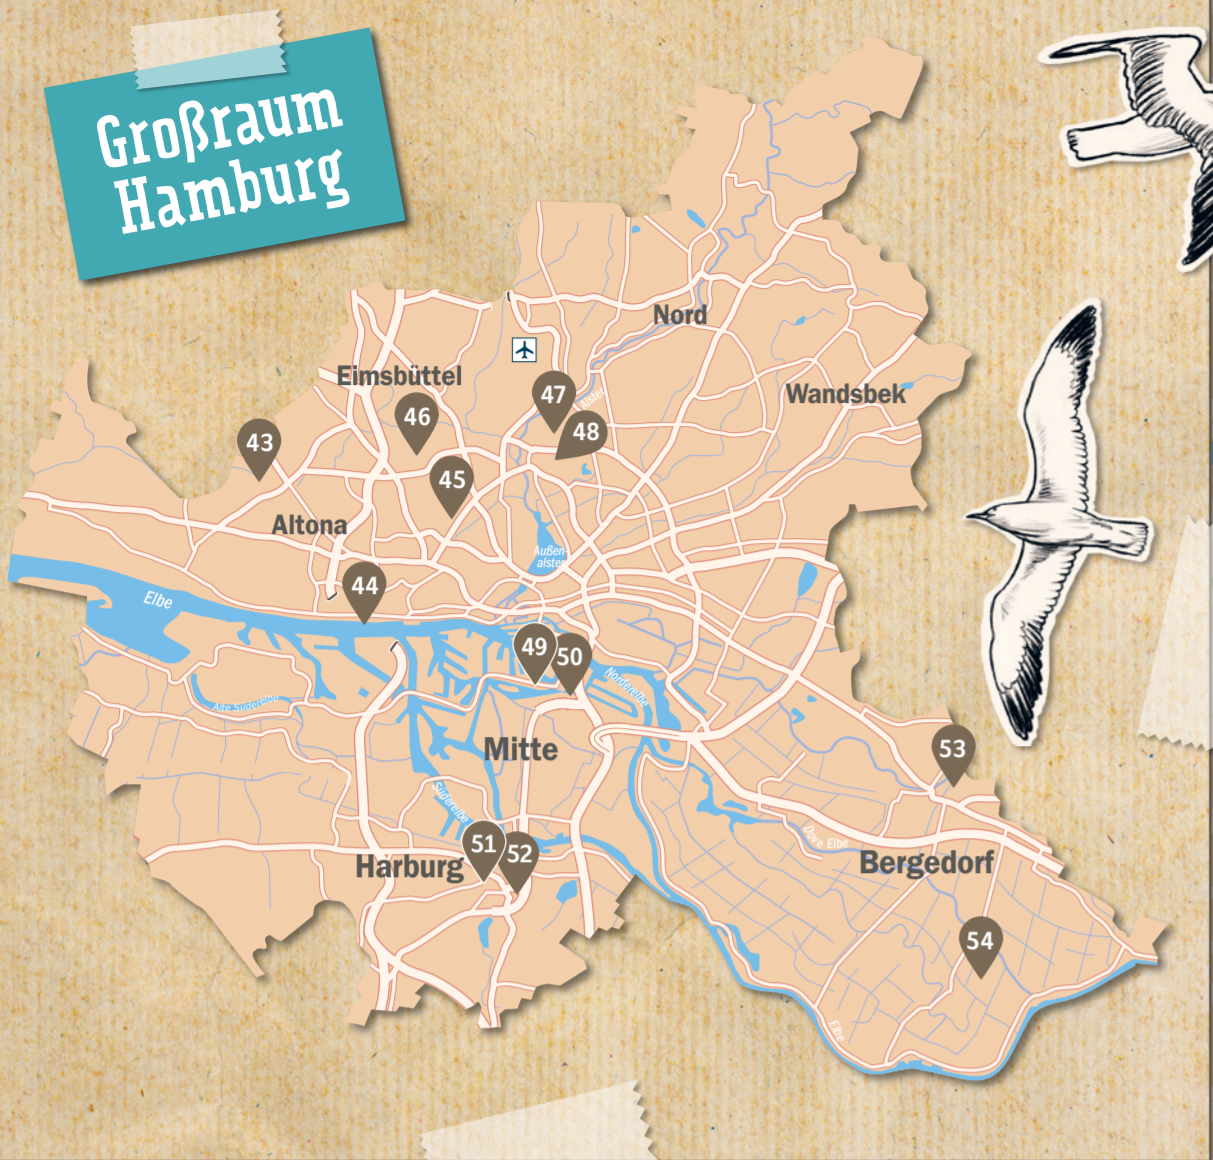 Großraum
Hamburg
Nord
Eimsbüttel
Wandsbek
47
46
Alster
48
43
45
Altona
Außen-
alster
44
Elbe
49
50
Norderelbe
Alte Süderelbe
Mitte
53
Süderelbe
51
52
Dove Elbe
Harburg
Bergedorf
54
Elbe